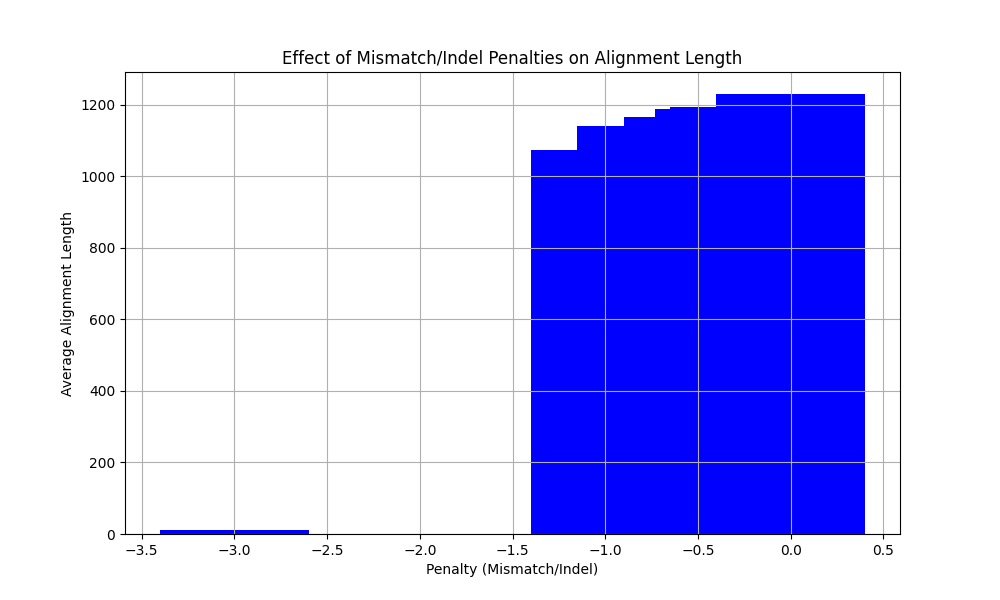 Effect of Mismatch/Indel Penalties on Alignment Length
1200
1000
800
600
400
200
0
Average Alignment Length
−3.5 −3.0 −2.5 −2.0 −1.5 −1.0 −0.5 0.0 0.5
Penalty (Mismatch/Indel)